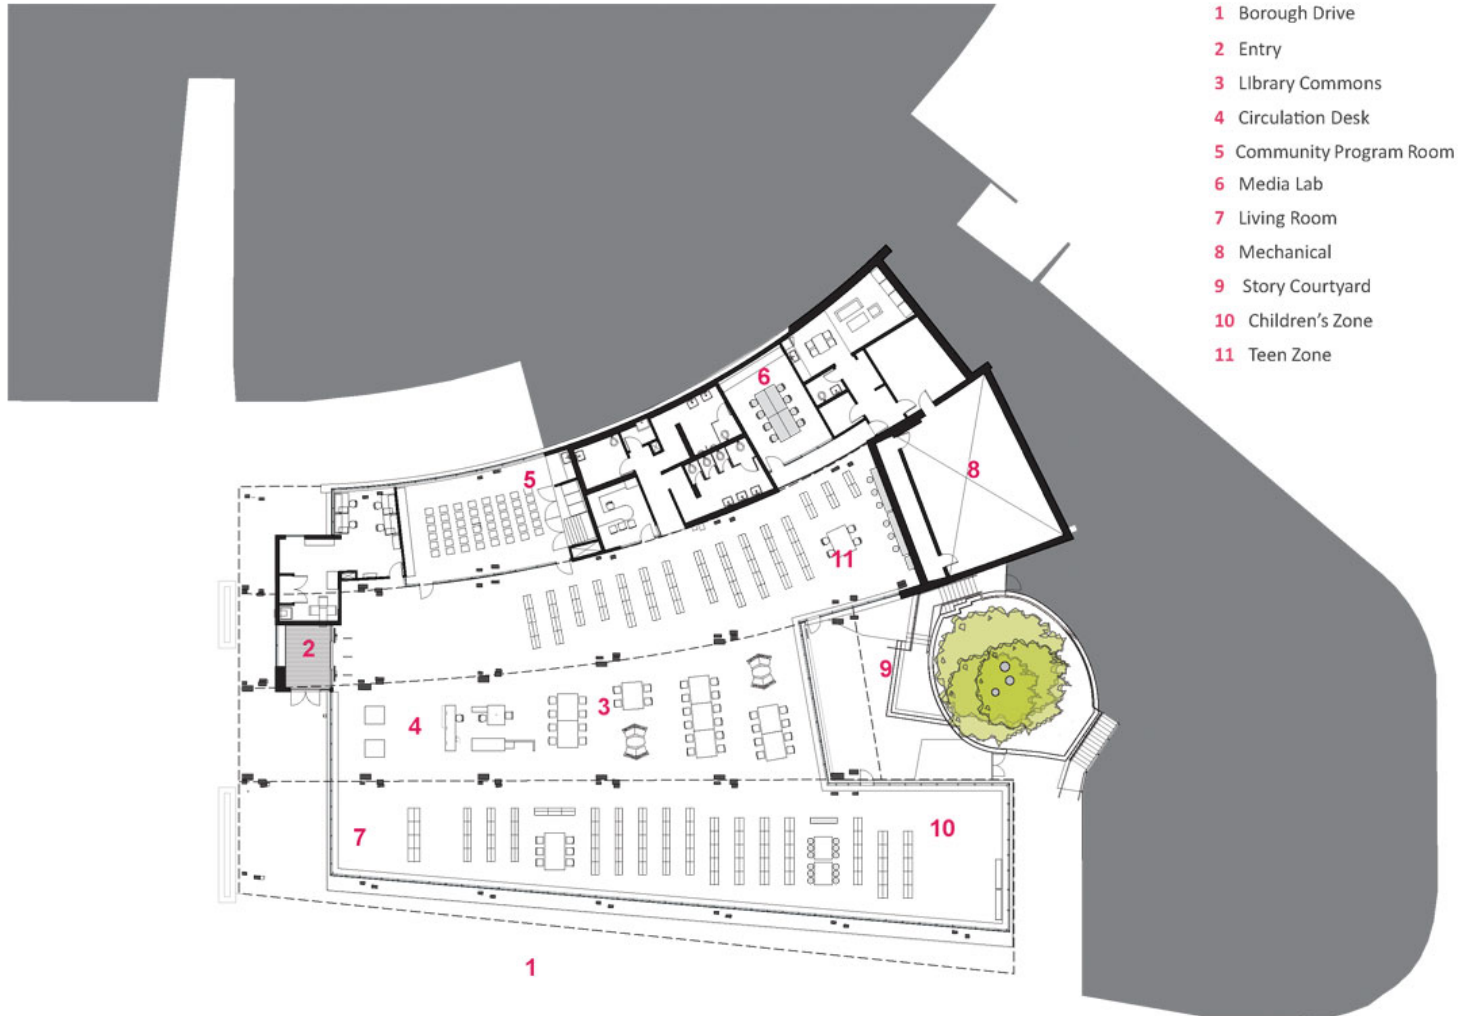 1 Borough Drive
2 Entry
3 LIbrary Commons
4 Circulation Desk
5 Community Program Room
6 Media Lab
7 Living Room
8 Mechanical
9 Story Courtyard
10 Children's Zone
11 Teen Zone
6
5
8
11
2
9
3
4
7
10
1